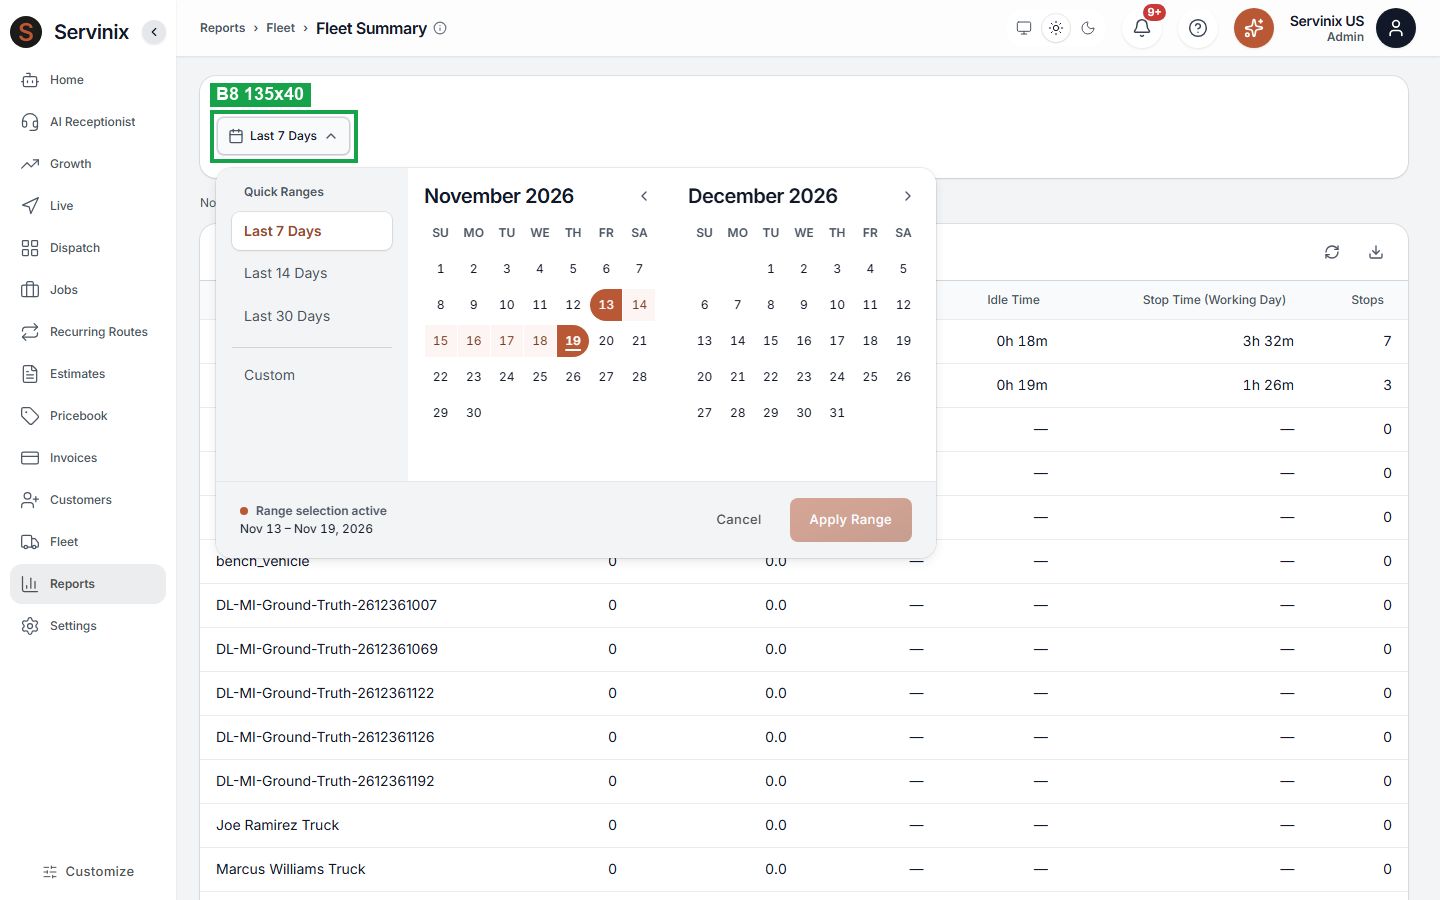 Servinix
Reports › Fleet › Fleet Summary
9+
Servinix US
Admin
Home
AI Receptionist
Growth
Live
Dispatch
Jobs
Recurring Routes
Estimates
Pricebook
Invoices
Customers
Fleet
Reports
Settings
Customize
B8 135x40
Last 7 Days
No
Quick Ranges
Last 7 Days
Last 14 Days
Last 30 Days
Custom
November 2026
SU MO TU WE TH FR SA
1 2 3 4 5 6 7
8 9 10 11 12 13 14
15 16 17 18 19 20 21
22 23 24 25 26 27 28
29 30
December 2026
SU MO TU WE TH FR SA
1 2 3 4 5
6 7 8 9 10 11 12
13 14 15 16 17 18 19
20 21 22 23 24 25 26
27 28 29 30 31
Range selection active
Nov 13 – Nov 19, 2026
Cancel
Apply Range
Idle Time Stop Time (Working Day) Stops
0h 18m 3h 32m 7
0h 19m 1h 26m 3
— — 0
— — 0
— — 0
bench_vehicle 0 0.0 — — — 0
DL-MI-Ground-Truth-2612361007 0 0.0 — — — 0
DL-MI-Ground-Truth-2612361069 0 0.0 — — — 0
DL-MI-Ground-Truth-2612361122 0 0.0 — — — 0
DL-MI-Ground-Truth-2612361126 0 0.0 — — — 0
DL-MI-Ground-Truth-2612361192 0 0.0 — — — 0
Joe Ramirez Truck 0 0.0 — — — 0
Marcus Williams Truck 0 0.0 — — — 0